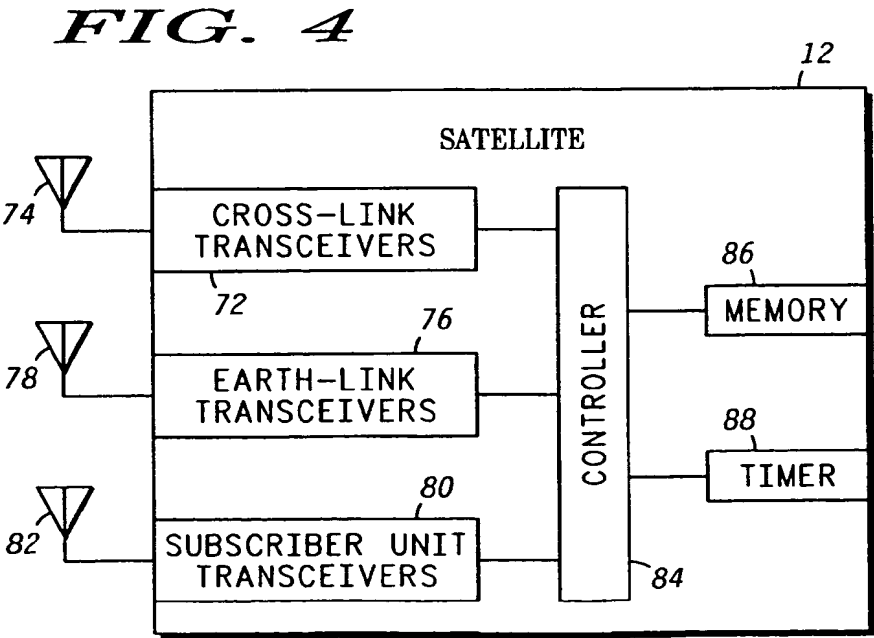 FIG. 4
12
SATELLITE
74
CROSS-LINK
TRANSCEIVERS
72
86
MEMORY
78
76
EARTH-LINK
TRANSCEIVERS
CONTROLLER
88
TIMER
82
80
SUBSCRIBER UNIT
TRANSCEIVERS
84